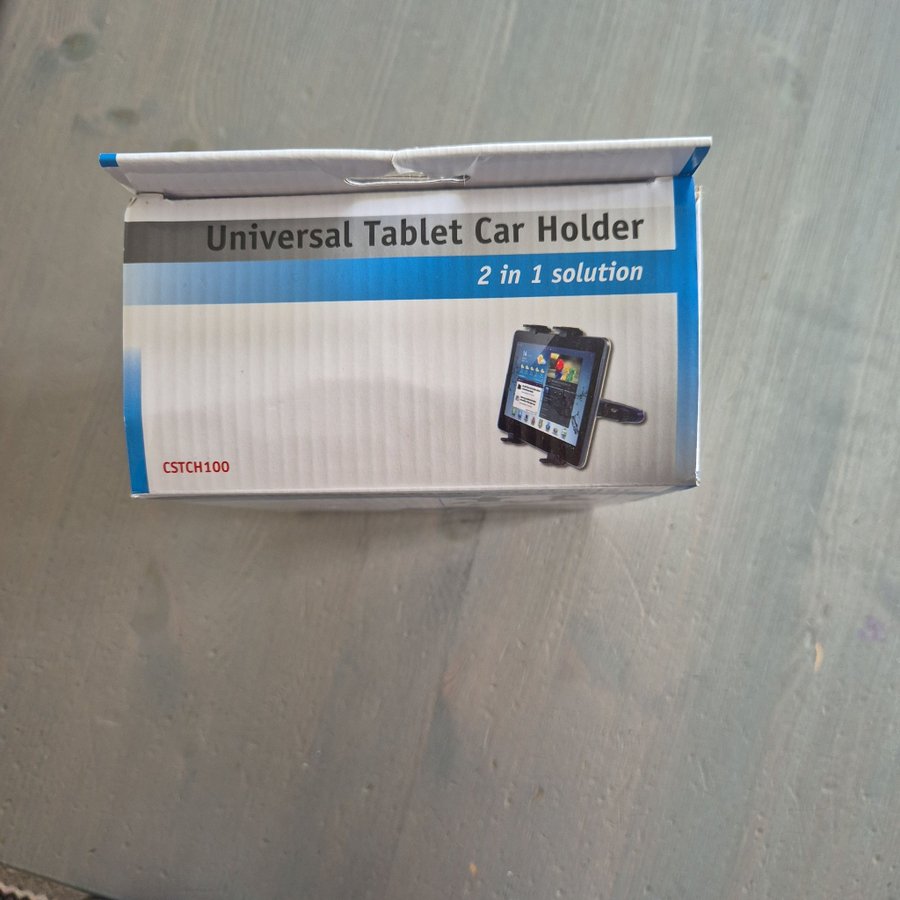 Universal Tablet Car Holder
2 in 1 solution
CSTCH100